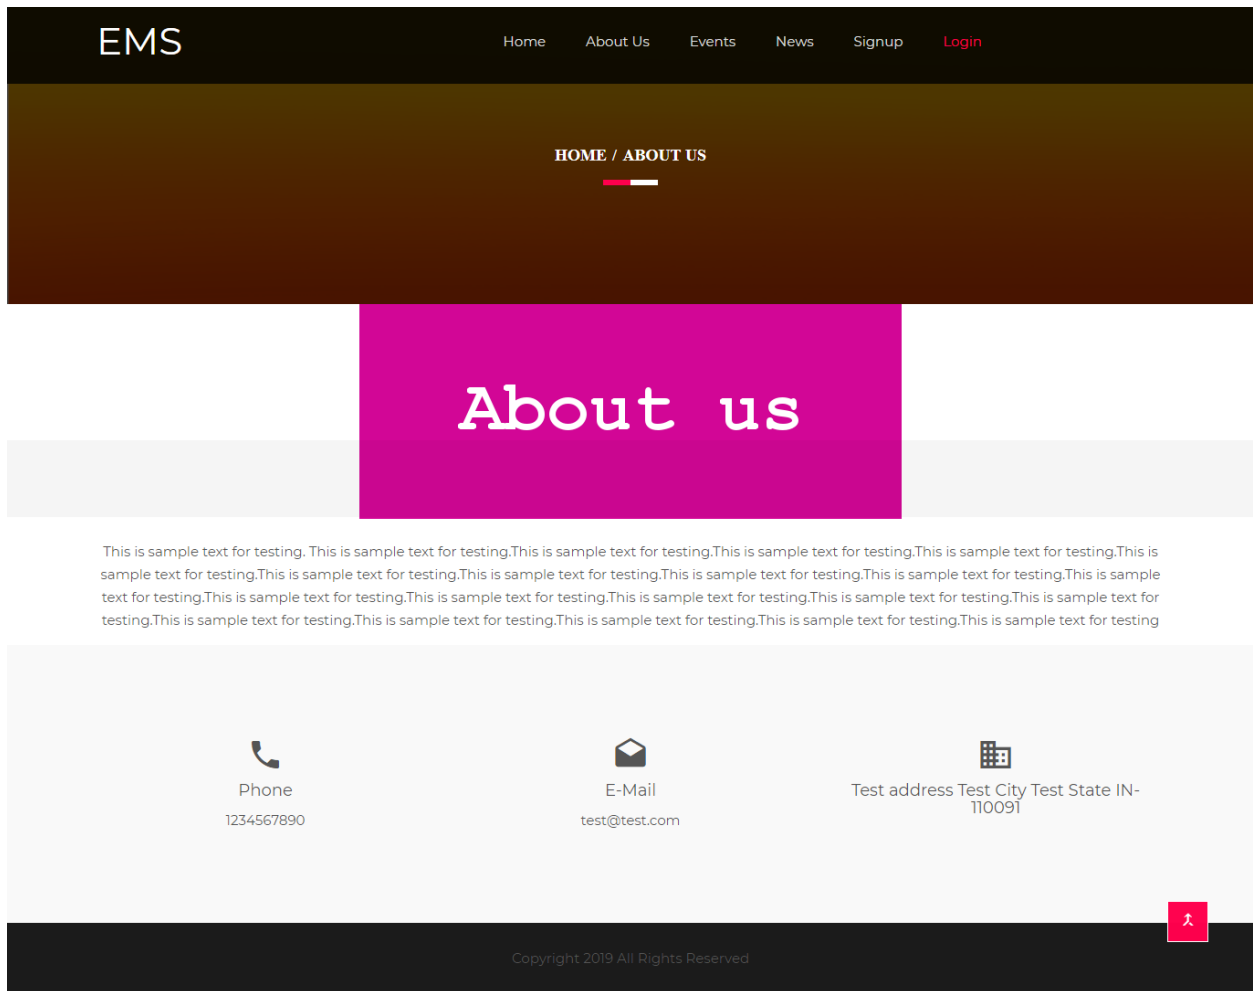 EMS
Home About Us Events News Signup Login
HOME / ABOUT US
About us
This is sample text for testing. This is sample text for testing.This is sample text for testing.This is sample text for testing.This is sample text for testing.This is
sample text for testing.This is sample text for testing.This is sample text for testing.This is sample text for testing.This is sample text for testing.This is sample
text for testing.This is sample text for testing.This is sample text for testing.This is sample text for testing.This is sample text for testing.This is sample text for
testing.This is sample text for testing.This is sample text for testing.This is sample text for testing.This is sample text for testing.This is sample text for testing
Phone
1234567890
E-Mail
test@test.com
Test address Test City Test State IN-
110091
Copyright 2019 All Rights Reserved